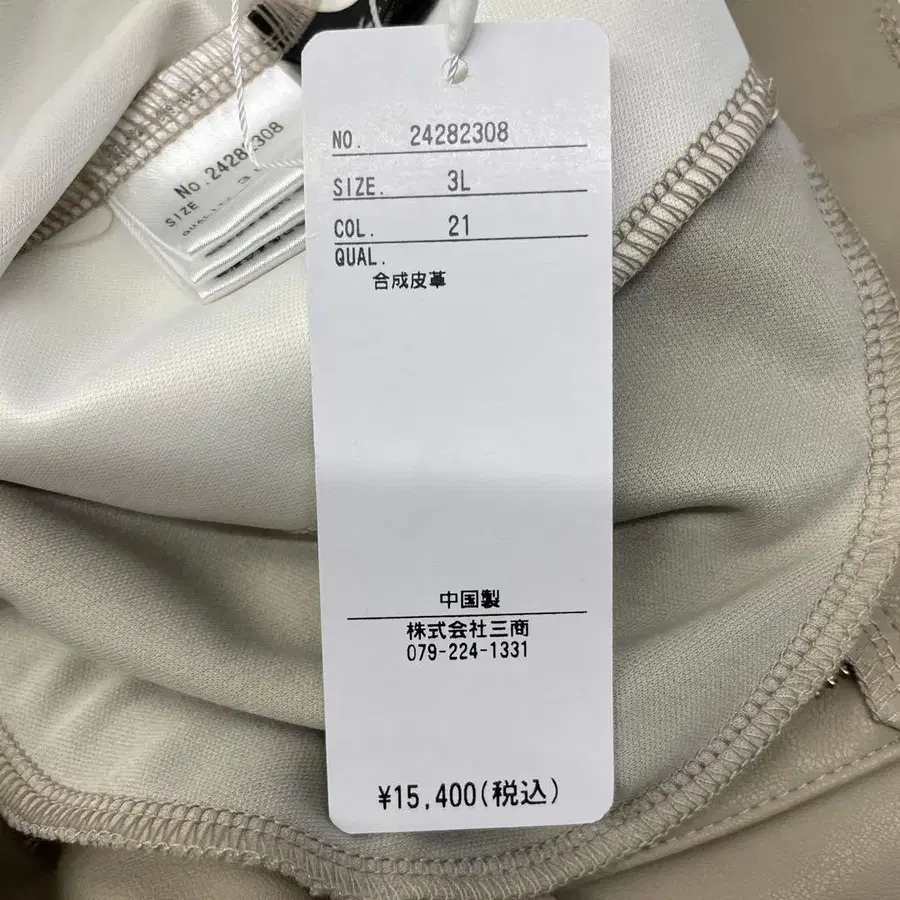 NO. 24282308
SIZE. 3L
COL. 21
QUAL.
合成皮革
中国製
株式会社三商
079-224-1331
¥15,400(税込)
No.24282308
SIZE